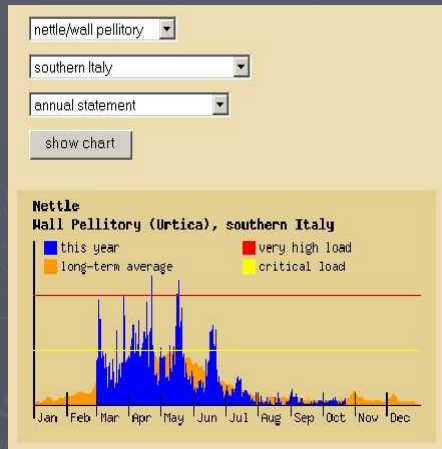 nettle/wall pellitory
southern Italy
annual statement
show chart
Nettle
Wall Pellitory (Urtica), southern Italy
this year very high load
long-term average critical load
Jan Feb Mar Apr May Jun Jul Aug Sep Oct Nov Dec